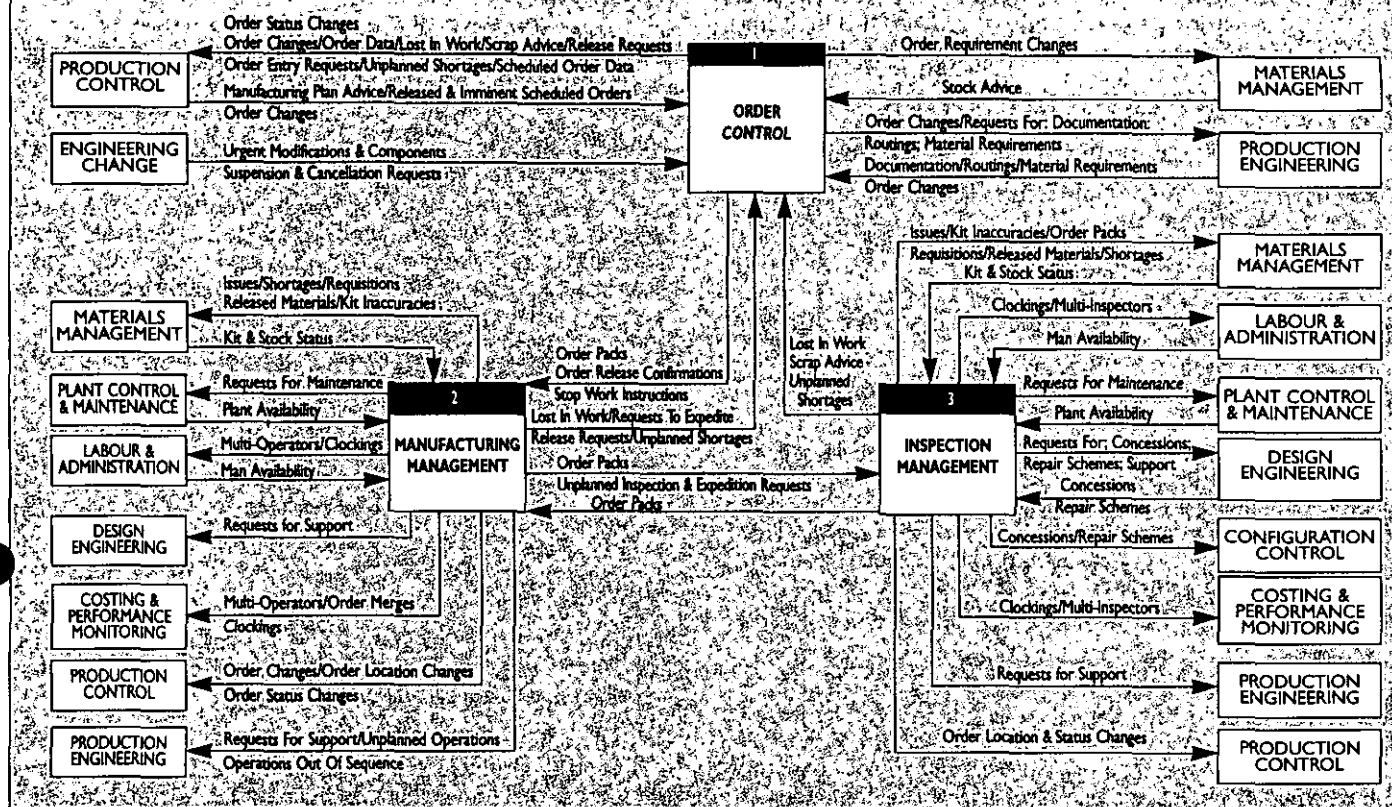 Order Status Changes
Order Changes/Order Data/Lost In Work/Scrap Advice/Release Requests
Order Entry Requests/Unplanned Shortages/Scheduled Order Data
Manufacturing Plan Advice/Released & Imminent Scheduled Orders
Order Changes
PRODUCTION
CONTROL
ENGINEERING
CHANGE
Urgent Modifications & Components
Suspension & Cancellation Requests
1
ORDER
CONTROL
Order Requirement Changes
Stock Advice
MATERIALS
MANAGEMENT
Order Changes/Requests For: Documentation:
Routings; Material Requirements
Documentation/Routings/Material Requirements
Order Changes
PRODUCTION
ENGINEERING
Issues/Shortages/Requisitions
Released Materials/Kit Inaccuracies
MATERIALS
MANAGEMENT
Kit & Stock Status
PLANT CONTROL
& MAINTENANCE
Requests For Maintenance
Plant Availability
LABOUR &
ADMINISTRATION
Multi-Operators/Clockings
Man Availability
DESIGN
ENGINEERING
Requests for Support
COSTING &
PERFORMANCE
MONITORING
Multi-Operators/Order Merges
Clockings
PRODUCTION
CONTROL
Order Changes/Order Location Changes
Order Status Changes
PRODUCTION
ENGINEERING
Requests For Support/Unplanned Operations
Operations Out Of Sequence
2
MANUFACTURING
MANAGEMENT
Order Packs
Order Release Confirmations
Stop Work Instructions
Lost In Work/Requests To Expedite
Release Requests/Unplanned Shortages
Order Packs
Unplanned Inspection & Expedition Requests
Order Packs
Lost In Work
Scrap Advice
Unplanned
Shortages
3
INSPECTION
MANAGEMENT
Issues/Kit Inaccuracies/Order Packs
Requisitions/Released Materials/Shortages
Kit & Stock Status
MATERIALS
MANAGEMENT
Clockings/Multi-Inspectors
Man Availability
LABOUR &
ADMINISTRATION
Requests For Maintenance
Plant Availability
PLANT CONTROL
& MAINTENANCE
Requests For; Concessions;
Repair Schemes; Support
Concessions
Repair Schemes
DESIGN
ENGINEERING
Concessions/Repair Schemes
CONFIGURATION
CONTROL
Clockings/Multi-Inspectors
COSTING &
PERFORMANCE
MONITORING
Requests for Support
PRODUCTION
ENGINEERING
Order Location & Status Changes
PRODUCTION
CONTROL